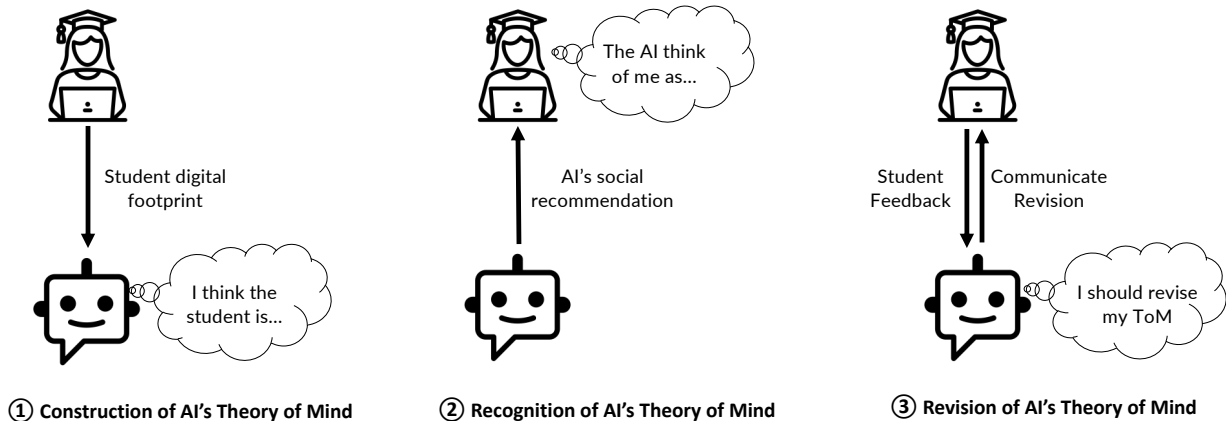 Student digital
footprint
I think the
student is...
① Construction of AI's Theory of Mind
The AI think
of me as...
AI's social
recommendation
② Recognition of AI's Theory of Mind
Student
Feedback
Communicate
Revision
I should revise
my ToM
③ Revision of AI's Theory of Mind